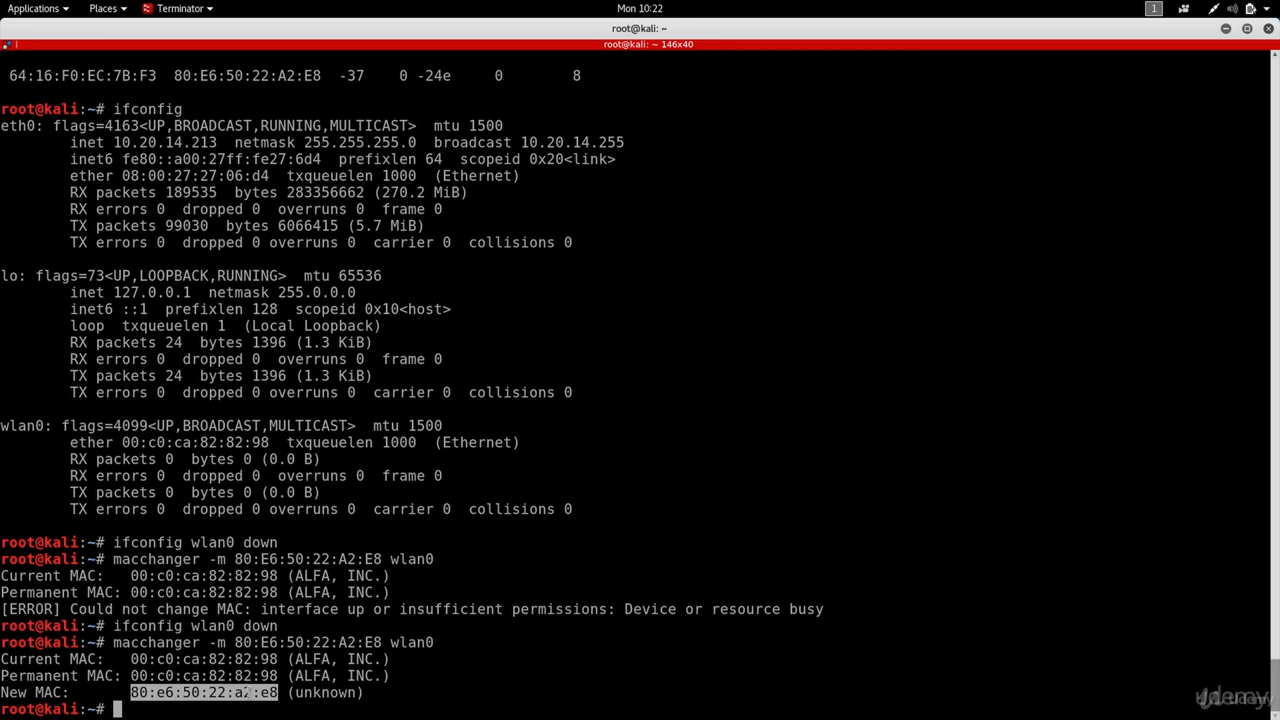 Applications Places Terminator Mon 10:22 1
root@kali: ~
root@kali: ~ 146x40
64:16:F0:EC:7B:F3 80:E6:50:22:A2:E8 -37 0 -24e 0 8
root@kali:~# ifconfig
eth0: flags=4163<UP,BROADCAST,RUNNING,MULTICAST> mtu 1500
inet 10.20.14.213 netmask 255.255.255.0 broadcast 10.20.14.255
inet6 fe80::a00:27ff:fe27:6d4 prefixlen 64 scopeid 0x20<link>
ether 08:00:27:27:06:d4 txqueuelen 1000 (Ethernet)
RX packets 189535 bytes 283356662 (270.2 MiB)
RX errors 0 dropped 0 overruns 0 frame 0
TX packets 99030 bytes 6066415 (5.7 MiB)
TX errors 0 dropped 0 overruns 0 carrier 0 collisions 0
lo: flags=73<UP,LOOPBACK,RUNNING> mtu 65536
inet 127.0.0.1 netmask 255.0.0.0
inet6 ::1 prefixlen 128 scopeid 0x10<host>
loop txqueuelen 1 (Local Loopback)
RX packets 24 bytes 1396 (1.3 KiB)
RX errors 0 dropped 0 overruns 0 frame 0
TX packets 24 bytes 1396 (1.3 KiB)
TX errors 0 dropped 0 overruns 0 carrier 0 collisions 0
wlan0: flags=4099<UP,BROADCAST,MULTICAST> mtu 1500
ether 00:c0:ca:82:82:98 txqueuelen 1000 (Ethernet)
RX packets 0 bytes 0 (0.0 B)
RX errors 0 dropped 0 overruns 0 frame 0
TX packets 0 bytes 0 (0.0 B)
TX errors 0 dropped 0 overruns 0 carrier 0 collisions 0
root@kali:~# ifconfig wlan0 down
root@kali:~# macchanger -m 80:E6:50:22:A2:E8 wlan0
Current MAC: 00:c0:ca:82:82:98 (ALFA, INC.)
Permanent MAC: 00:c0:ca:82:82:98 (ALFA, INC.)
[ERROR] Could not change MAC: interface up or insufficient permissions: Device or resource busy
root@kali:~# ifconfig wlan0 down
root@kali:~# macchanger -m 80:E6:50:22:A2:E8 wlan0
Current MAC: 00:c0:ca:82:82:98 (ALFA, INC.)
Permanent MAC: 00:c0:ca:82:82:98 (ALFA, INC.)
New MAC: 80:e6:50:22:a2:e8 (unknown)
root@kali:~#
udemy